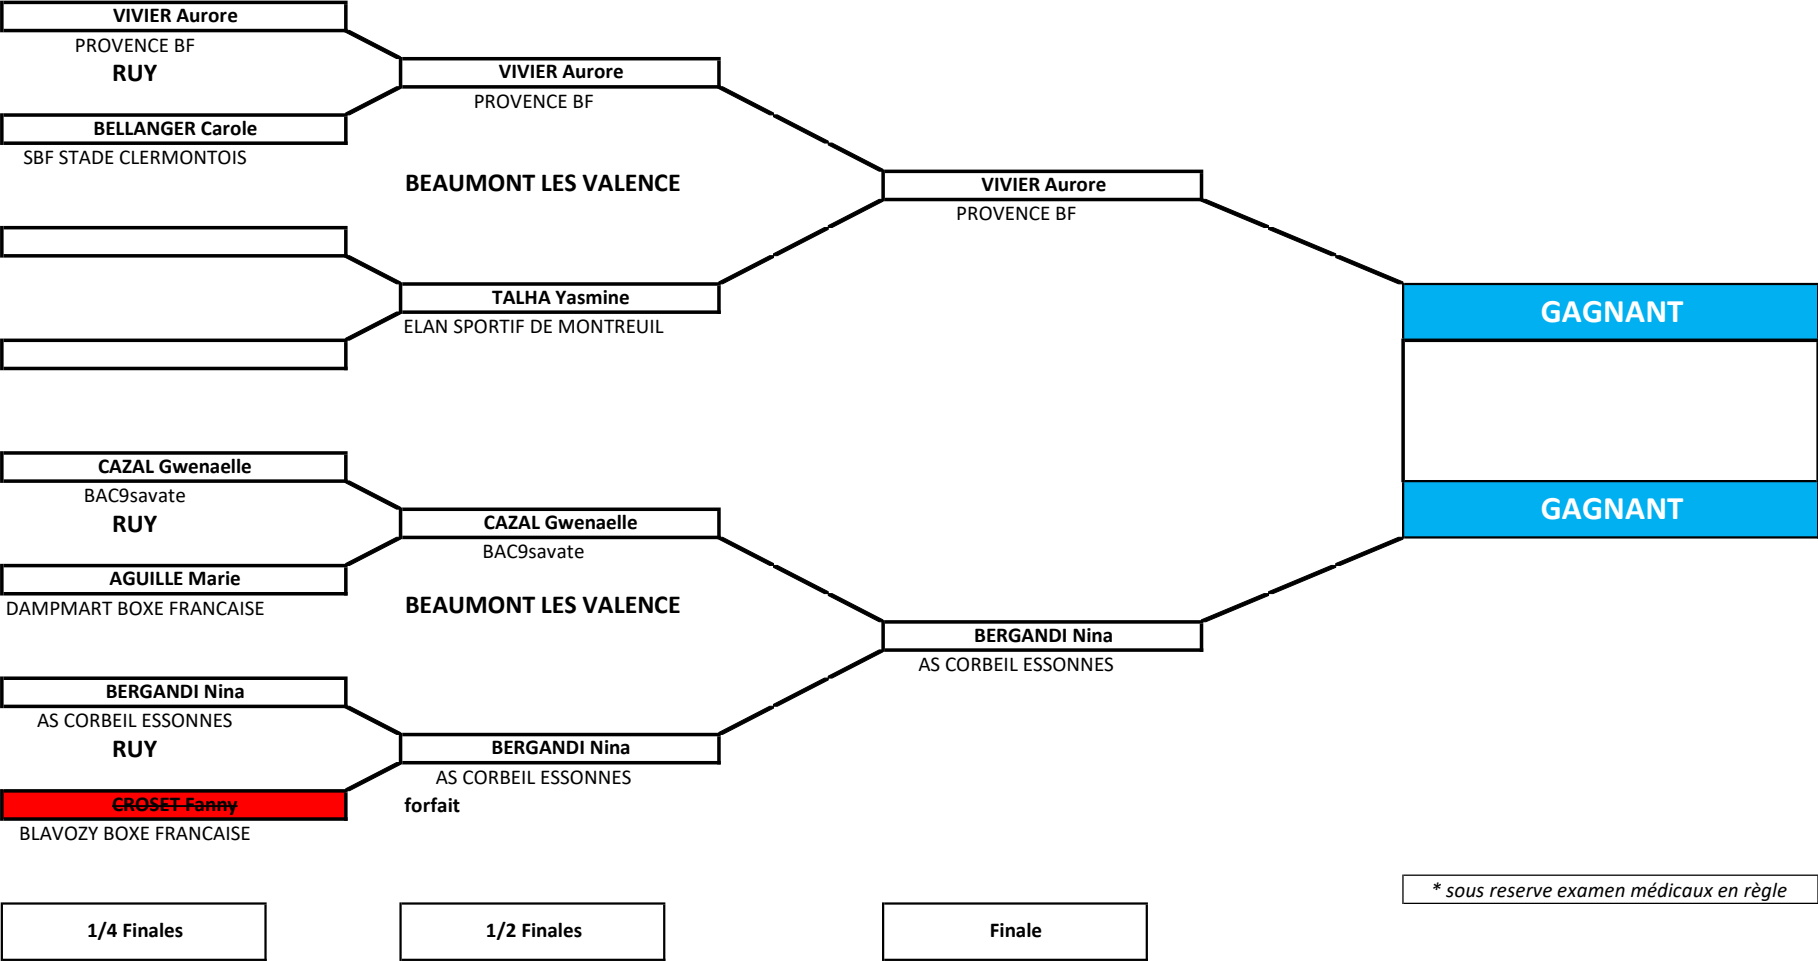 VIVIER Aurore
PROVENCE BF
RUY
BELLANGER Carole
SBF STADE CLERMONTOIS
CAZAL Gwenaelle
BAC9savate
RUY
AGUILLE Marie
DAMPMART BOXE FRANCAISE
BERGANDI Nina
AS CORBEIL ESSONNES
RUY
CROSET Fanny
BLAVOZY BOXE FRANCAISE
1/4 Finales
VIVIER Aurore
PROVENCE BF
BEAUMONT LES VALENCE
TALHA Yasmine
ELAN SPORTIF DE MONTREUIL
CAZAL Gwenaelle
BAC9savate
BEAUMONT LES VALENCE
BERGANDI Nina
AS CORBEIL ESSONNES
forfait
1/2 Finales
VIVIER Aurore
PROVENCE BF
BERGANDI Nina
AS CORBEIL ESSONNES
Finale
GAGNANT
GAGNANT
* sous reserve examen médicaux en règle